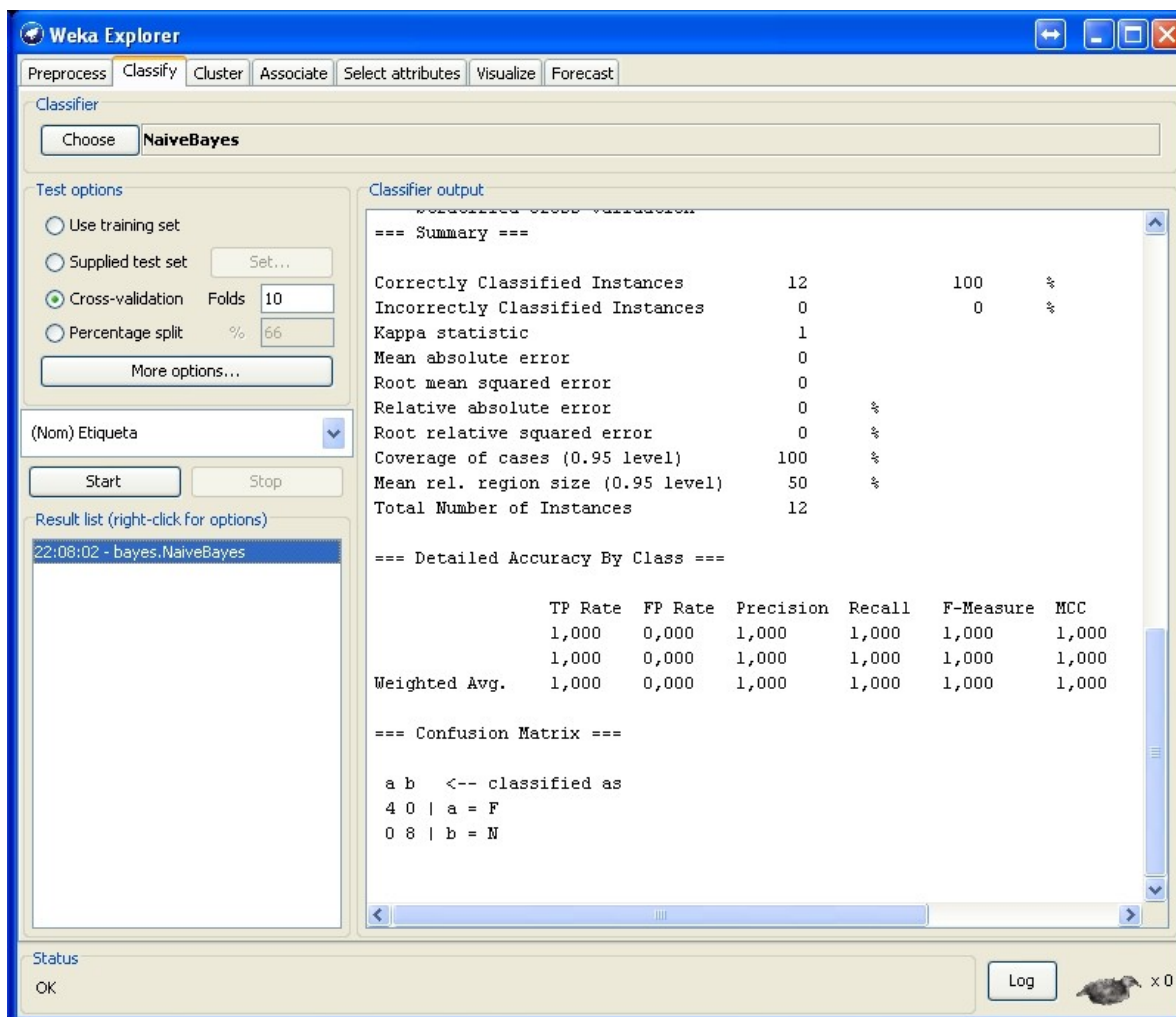 Weka Explorer
Preprocess Classify Cluster Associate Select attributes Visualize Forecast
Classifier
Choose NaiveBayes
Test options
Use training set
Supplied test set Set...
Cross-validation Folds 10
Percentage split % 66
More options...
(Nom) Etiqueta
Start Stop
Result list (right-click for options)
22:08:02 - bayes.NaiveBayes
Classifier output
=== Summary ===
Correctly Classified Instances 12 100 %
Incorrectly Classified Instances 0 0 %
Kappa statistic 1
Mean absolute error 0
Root mean squared error 0
Relative absolute error 0 %
Root relative squared error 0 %
Coverage of cases (0.95 level) 100 %
Mean rel. region size (0.95 level) 50 %
Total Number of Instances 12
=== Detailed Accuracy By Class ===
TP Rate FP Rate Precision Recall F-Measure MCC
1,000 0,000 1,000 1,000 1,000 1,000
1,000 0,000 1,000 1,000 1,000 1,000
Weighted Avg. 1,000 0,000 1,000 1,000 1,000 1,000
=== Confusion Matrix ===
a b <-- classified as
4 0 | a = F
0 8 | b = N
Status
OK
Log x 0